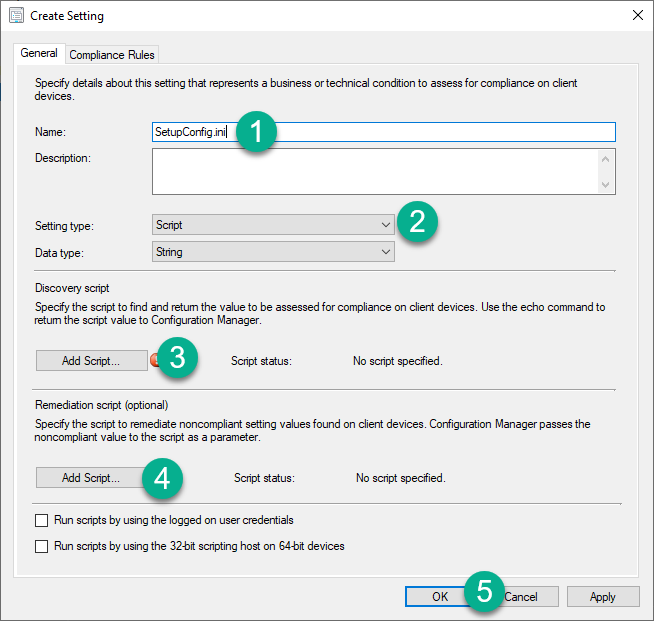 Create Setting
General
Compliance Rules
Specify details about this setting that represents a business or technical condition to assess for compliance on client
devices.
Name:
SetupConfig.ini
1
Description:
Setting type:
Script
2
Data type:
String
Discovery script
Specify the script to find and return the value to be assessed for compliance on client devices. Use the echo command to
return the script value to Configuration Manager.
Add Script...
3
Script status:
No script specified.
Remediation script (optional)
Specify the script to remediate noncompliant setting values found on client devices. Configuration Manager passes the
noncompliant value to the script as a parameter.
Add Script...
4
Script status:
No script specified.
Run scripts by using the logged on user credentials
Run scripts by using the 32-bit scripting host on 64-bit devices
OK
5
Cancel
Apply